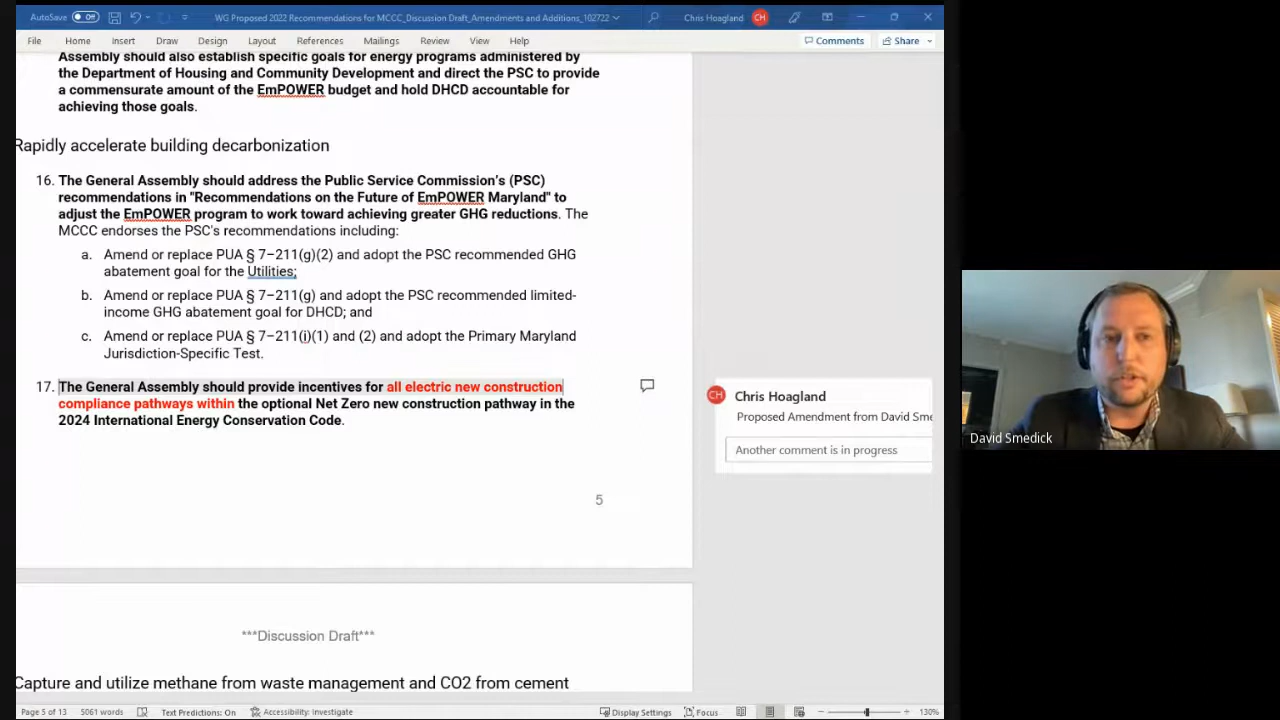 AutoSave Off WG Proposed 2022 Recommendations for MCCC_Discussion Draft_Amendments and Additions_102722 Chris Hoagland CH
File Home Insert Draw Design Layout References Mailings Review View Help Comments Share
Assembly should also establish specific goals for energy programs administered by
the Department of Housing and Community Development and direct the PSC to provide
a commensurate amount of the EmPOWER budget and hold DHCD accountable for
achieving those goals.
Rapidly accelerate building decarbonization
16. The General Assembly should address the Public Service Commission's (PSC)
recommendations in "Recommendations on the Future of EmPOWER Maryland" to
adjust the EmPOWER program to work toward achieving greater GHG reductions. The
MCCC endorses the PSC's recommendations including:
a. Amend or replace PUA § 7–211(g)(2) and adopt the PSC recommended GHG
abatement goal for the Utilities;
b. Amend or replace PUA § 7–211(g) and adopt the PSC recommended limited-
income GHG abatement goal for DHCD; and
c. Amend or replace PUA § 7–211(i)(1) and (2) and adopt the Primary Maryland
Jurisdiction-Specific Test.
17. The General Assembly should provide incentives for all electric new construction
compliance pathways within the optional Net Zero new construction pathway in the
2024 International Energy Conservation Code.
CH Chris Hoagland
Proposed Amendment from David Sme
Another comment is in progress
David Smedick
5
***Discussion Draft***
Capture and utilize methane from waste management and CO2 from cement
Page 5 of 13 5061 words Text Predictions: On Accessibility: Investigate Display Settings Focus 130%